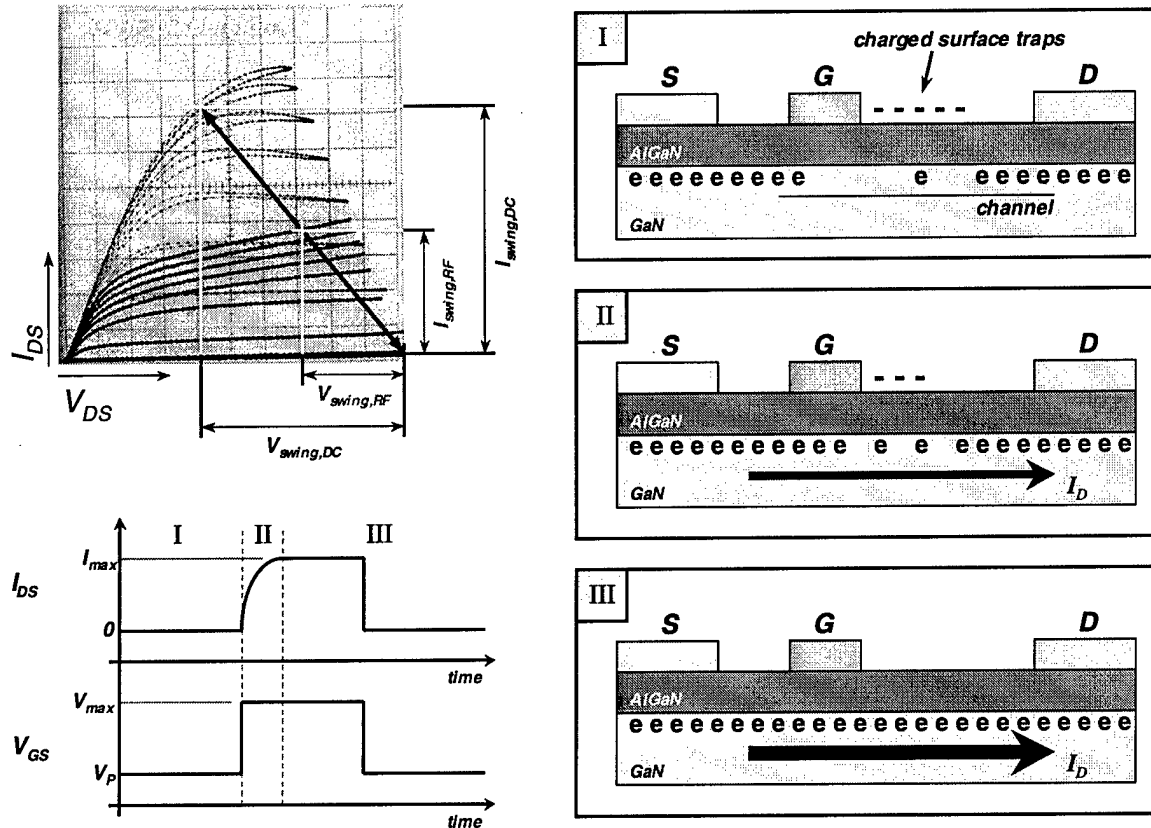 I_DS
V_DS
I_swing,DC
I_swing,RF
V_swing,RF
V_swing,DC
I II III
I_max
I_DS
0
time
V_max
V_GS
V_P
time
I
charged surface traps
S G D
AlGaN
e e e e e e e e e e e e e e e e e e
channel
GaN
II
S G D
AlGaN
e e e e e e e e e e e e e e e e e e e e e e
GaN
I_D
III
S G D
AlGaN
e e e e e e e e e e e e e e e e e e e e e e e e e
GaN
I_D